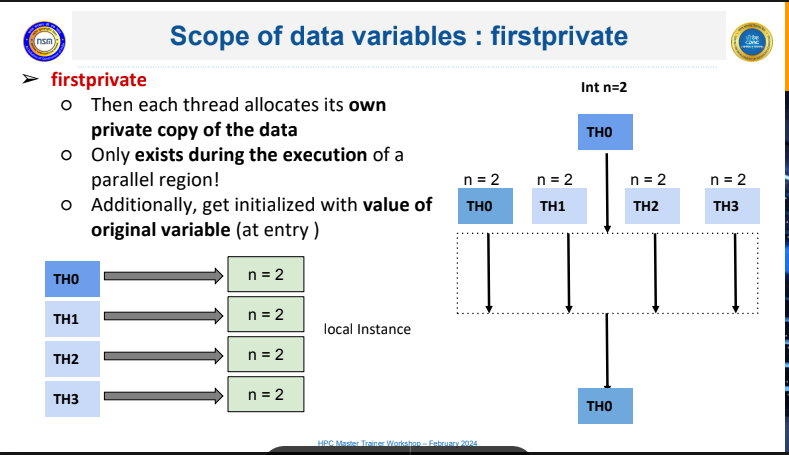 nsm
Scope of data variables : firstprivate
➢ firstprivate
○ Then each thread allocates its own
private copy of the data
○ Only exists during the execution of a
parallel region!
○ Additionally, get initialized with value of
original variable (at entry )
TH0 n = 2
TH1 n = 2
TH2 n = 2
TH3 n = 2
local Instance
Int n=2
TH0
n = 2 n = 2 n = 2 n = 2
TH0 TH1 TH2 TH3
TH0
HPC Master Trainer Workshop – February 2024